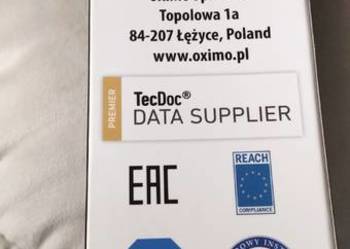 Topolowa 1a
84-207 Łężyce, Poland
www.oximo.pl
PREMIER
TecDoc®
DATA SUPPLIER
EAC
REACH
COMPLIANCE